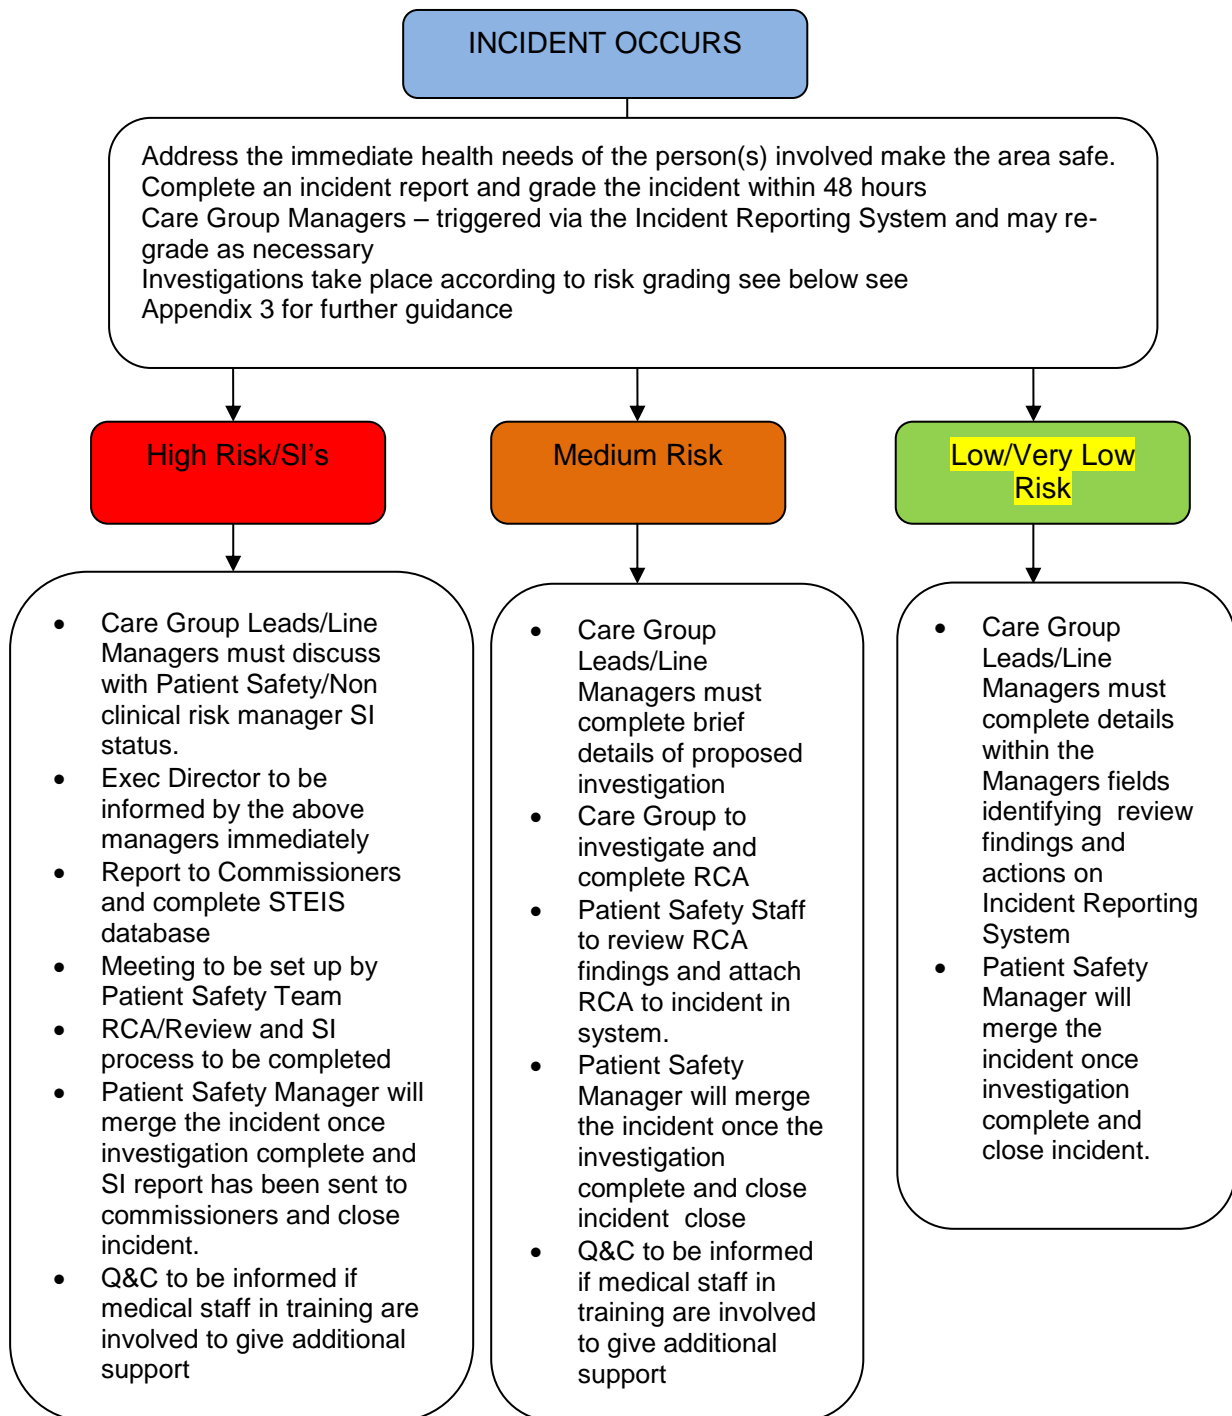 INCIDENT OCCURS
Address the immediate health needs of the person(s) involved make the area safe.
Complete an incident report and grade the incident within 48 hours
Care Group Managers – triggered via the Incident Reporting System and may re-
grade as necessary
Investigations take place according to risk grading see below see
Appendix 3 for further guidance
High Risk/SI's
• Care Group Leads/Line
Managers must discuss
with Patient Safety/Non
clinical risk manager SI
status.
• Exec Director to be
informed by the above
managers immediately
• Report to Commissioners
and complete STEIS
database
• Meeting to be set up by
Patient Safety Team
• RCA/Review and SI
process to be completed
• Patient Safety Manager will
merge the incident once
investigation complete and
SI report has been sent to
commissioners and close
incident.
• Q&C to be informed if
medical staff in training are
involved to give additional
support
Medium Risk
• Care Group
Leads/Line
Managers must
complete brief
details of proposed
investigation
• Care Group to
investigate and
complete RCA
• Patient Safety Staff
to review RCA
findings and attach
RCA to incident in
system.
• Patient Safety
Manager will merge
the incident once the
investigation
complete and close
incident  close
• Q&C to be informed
if medical staff in
training are involved
to give additional
support
Low/Very Low
Risk
• Care Group
Leads/Line
Managers must
complete details
within the
Managers fields
identifying  review
findings and
actions on
Incident Reporting
System
• Patient Safety
Manager will
merge the
incident once
investigation
complete and
close incident.